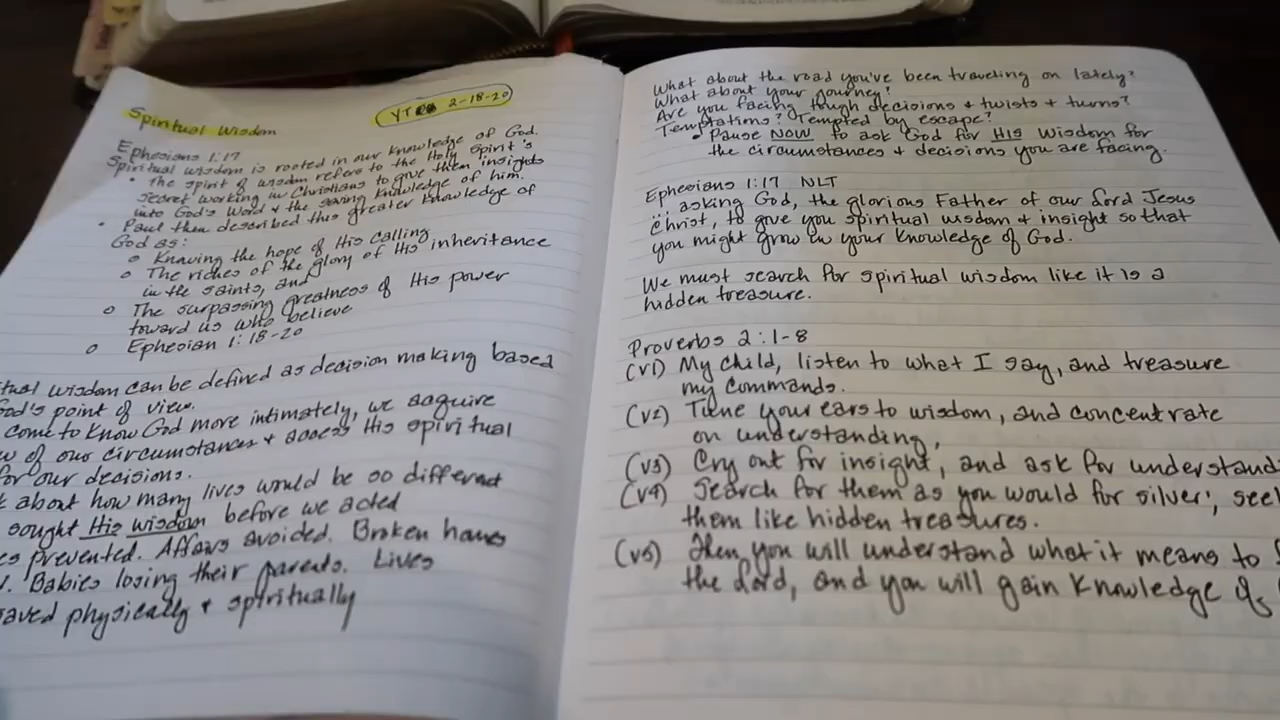 Spiritual Wisdom
YT 2-18-20
Ephesians 1:17
Spiritual wisdom is rooted in our knowledge of God.
• The spirit of wisdom refers to the Holy Spirit's
secret working in Christians to give them insights
into God's Word & the saving knowledge of him.
• Paul then described this greater knowledge of
God as:
o Knowing the hope of His calling
o The riches of the glory of His inheritance
in the saints, and
o The surpassing greatness of His power
toward us who believe
o Ephesian 1:18-20
tual wisdom can be defined as decision making based
God's point of view.
come to know God more intimately, we aquire
w of our circumstances & access His spiritual
for our decisions.
k about how many lives would be so different
sought His wisdom before we acted
es prevented. Affairs avoided. Broken homes
. Babies losing their parents. Lives
saved physically & spiritually
What about the road you've been traveling on lately?
What about your journey?
Are you facing tough decisions & twists & turns?
Temptations? Tempted by escape?
• Pause NOW to ask God for HIS Wisdom for
the circumstances & decisions you are facing.
Ephesians 1:17 NLT
"... asking God, the glorious Father of our Lord Jesus
Christ, to give you spiritual wisdom & insight so that
you might grow in your knowledge of God.
We must search for spiritual wisdom like it is a
hidden treasure.
Proverbs 2:1-8
(v1) My child, listen to what I say, and treasure
my commands.
(v2) Tune your ears to wisdom, and concentrate
on understanding.
(v3) Cry out for insight, and ask for understand
(v4) Search for them as you would for silver; see
them like hidden treasures.
(v5) Then you will understand what it means to
the Lord, and you will gain knowledge of